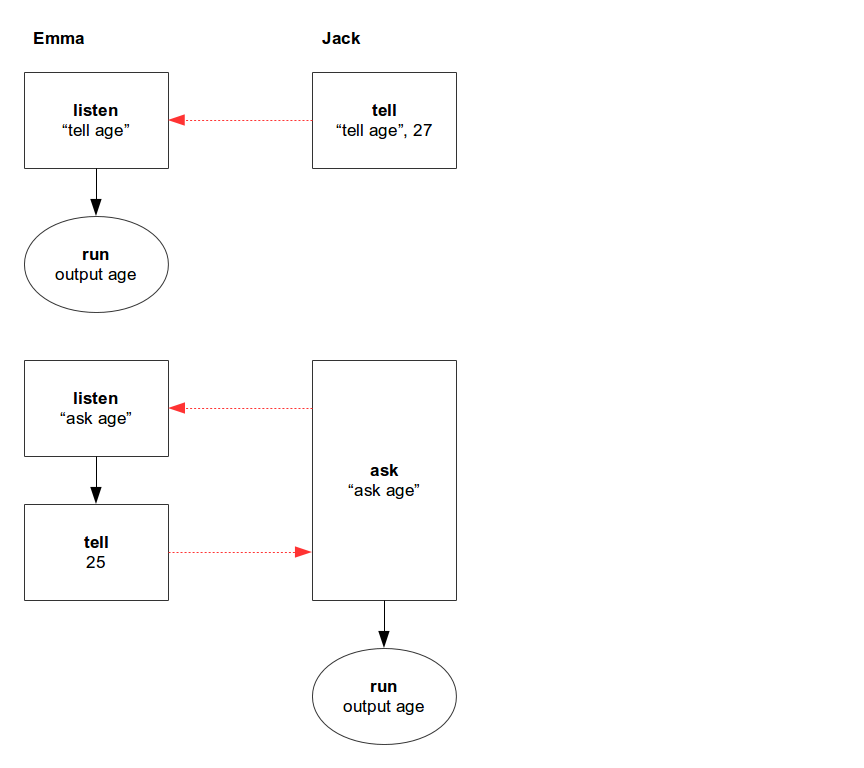 Emma
Jack
listen
“tell age”
tell
“tell age”, 27
run
output age
listen
“ask age”
ask
“ask age”
tell
25
run
output age